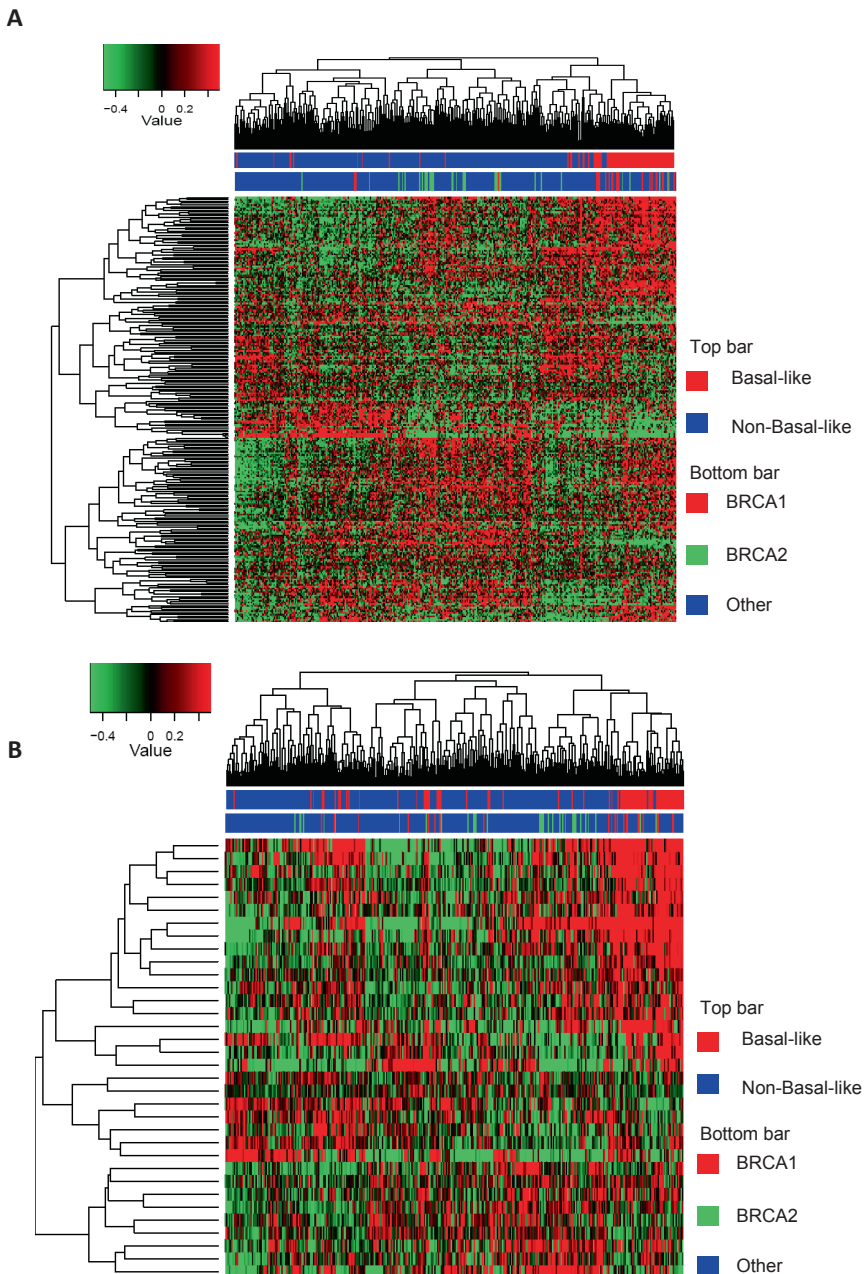 A
−0.4 0 0.2
Value
Top bar
Basal-like
Non-Basal-like
Bottom bar
BRCA1
BRCA2
Other
B
−0.4 0 0.2
Value
Top bar
Basal-like
Non-Basal-like
Bottom bar
BRCA1
BRCA2
Other